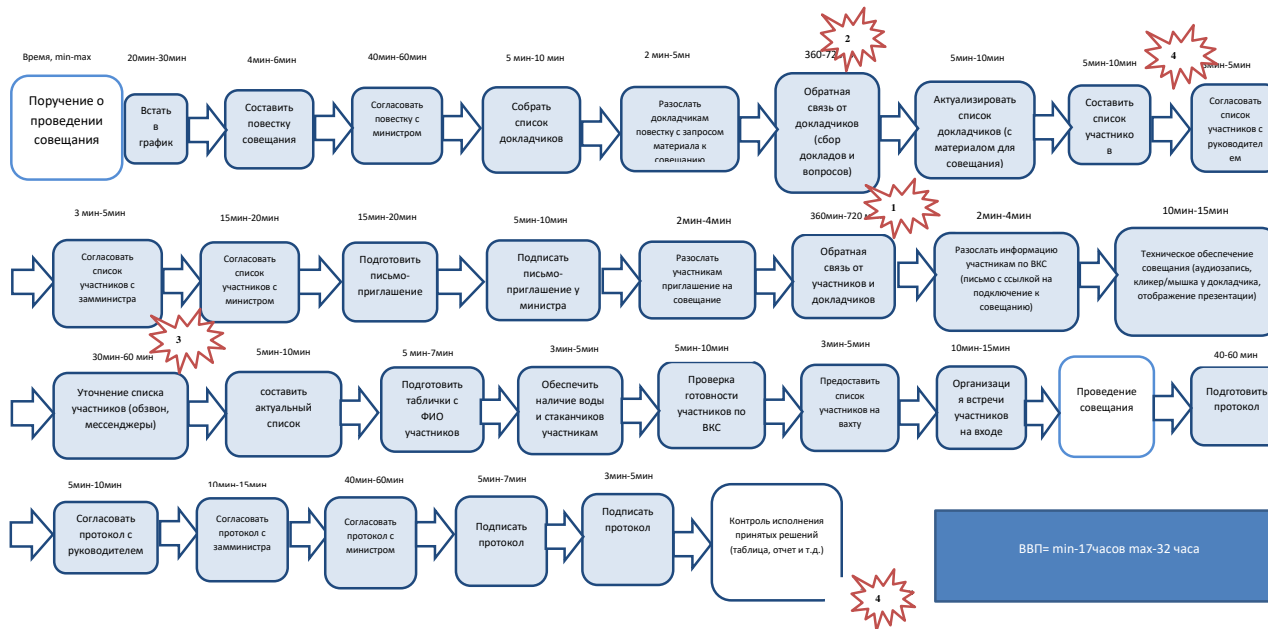 Время, min-max
Поручение о
проведении
совещания
20мин-30мин
Встать
в
график
4мин-6мин
Составить
повестку
совещания
40мин-60мин
Согласовать
повестку с
министром
5 мин-10 мин
Собрать
список
докладчиков
2 мин-5мн
Разослать
докладчикам
повестку с запросом
материала к
совещанию
2
Обратная
связь от
докладчиков
(сбор
докладов и
вопросов)
5мин-10мин
Актуализировать
список
докладчиков (с
материалом для
совещания)
5мин-10мин
Составить
список
участнико
в
4
Согласовать
список
участников с
руководител
ем
3 мин-5мин
Согласовать
список
участников с
замминистра
15мин-20мин
Согласовать
список
участников с
министром
15мин-20мин
Подготовить
письмо-
приглашение
5мин-10мин
Подписать
письмо-
приглашение у
министра
2мин-4мин
Разослать
участникам
приглашение на
совещание
360мин-720
1
Обратная
связь от
участников и
докладчиков
2мин-4мин
Разослать информацию
участникам по ВКС
(письмо с ссылкой на
подключение к
совещанию)
10мин-15мин
Техническое обеспечение
совещания (аудиозапись,
кликер/мышка у докладчика,
отображение презентации)
3
30мин-60 мин
Уточнение списка
участников (обзвон,
мессенджеры)
5мин-10мин
составить
актуальный
список
5 мин-7мин
Подготовить
таблички с
ФИО
участников
3мин-5мин
Обеспечить
наличие воды
и стаканчиков
участникам
5мин-10мин
Проверка
готовности
участников по
ВКС
3мин-5мин
Предоставить
список
участников на
вахту
10мин-15мин
Организаци
я встречи
участников
на входе
Проведение
совещания
40-60 мин
Подготовить
протокол
5мин-10мин
Согласовать
протокол с
руководителем
10мин-15мин
Согласовать
протокол с
замминистра
40мин-60мин
Согласовать
протокол с
министром
5мин-7мин
Подписать
протокол
3мин-5мин
Подписать
протокол
Контроль исполнения
принятых решений
(таблица, отчет и т.д.)
4
ВВП= min-17часов max-32 часа